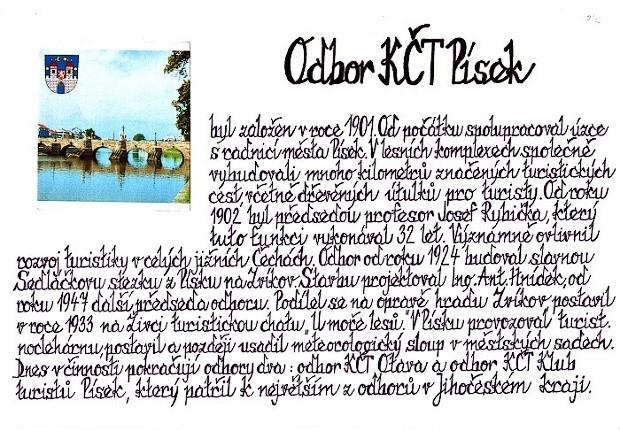 Odbor KČT Písek
byl založen v roce 1901. Od počátku spolupracoval úzce
s radnicí města Písek. V lesních komplexech společně
vybudovali mnoho kilometrů značených turistických
cest včetně dřevěných útulků pro turisty. Od roku
1902 byl předsedou profesor Josef Rybička, který
tuto funkci vykonával 32 let. Významně ovlivnil
rozvoj turistiky v celých jižních Čechách. Odbor od roku 1924 budoval slavnou
Sedláčkovu stezku z Písku na Zvíkov. Stavbu projektoval Ing. Ant. Hnídek, od
roku 1947 další předseda odboru. Podílel se na opravě hradu Zvíkov, postavil
v roce 1933 na Živci turistickou chatu „U moře lesů.“ V Písku provozoval turist.
noclehárnu, postavil a později usadil meteorologický sloup v městských sadech.
Dnes v činnosti pokračují odbory dva: odbor KČT Otava a odbor KČT Klub
turistů Písek, který patřil k největším z odborů v Jihočeském kraji.